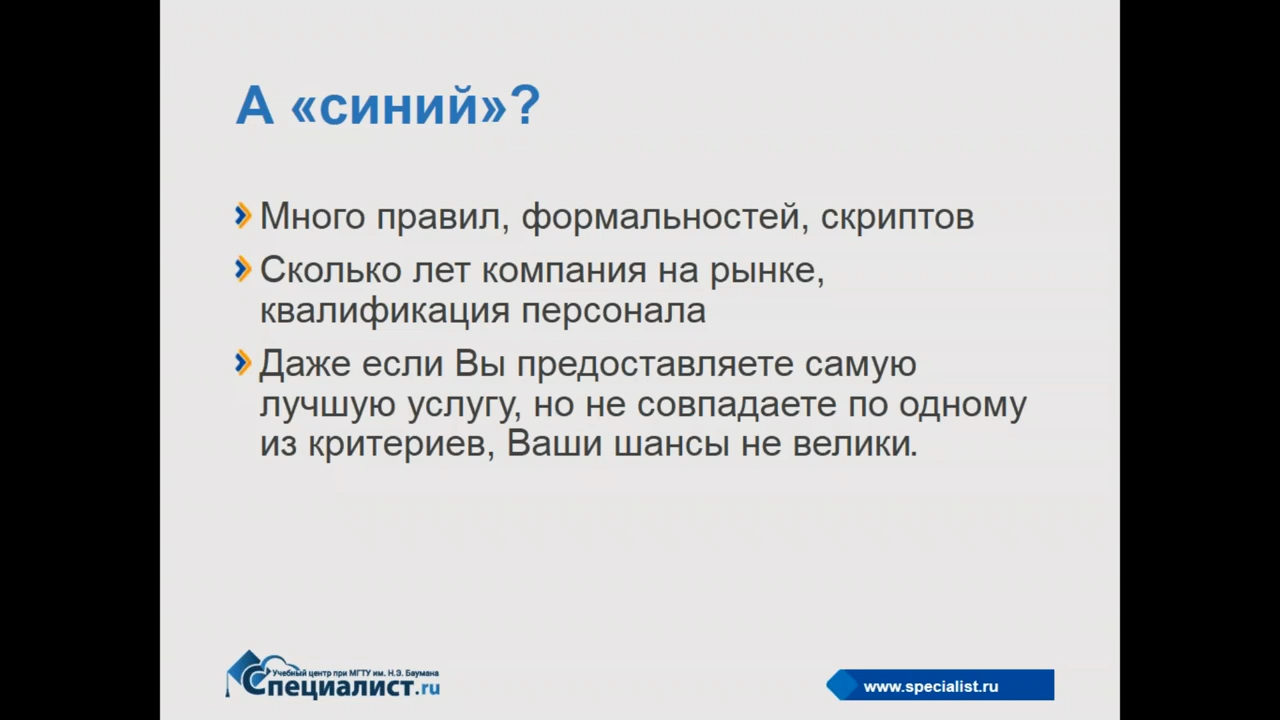 А «синий»?
Много правил, формальностей, скриптов
Сколько лет компания на рынке,
квалификация персонала
Даже если Вы предоставляете самую
лучшую услугу, но не совпадаете по одному
из критериев, Ваши шансы не велики.
Учебный центр при МГТУ им. Н.Э. Баумана
Специалист.ru
www.specialist.ru